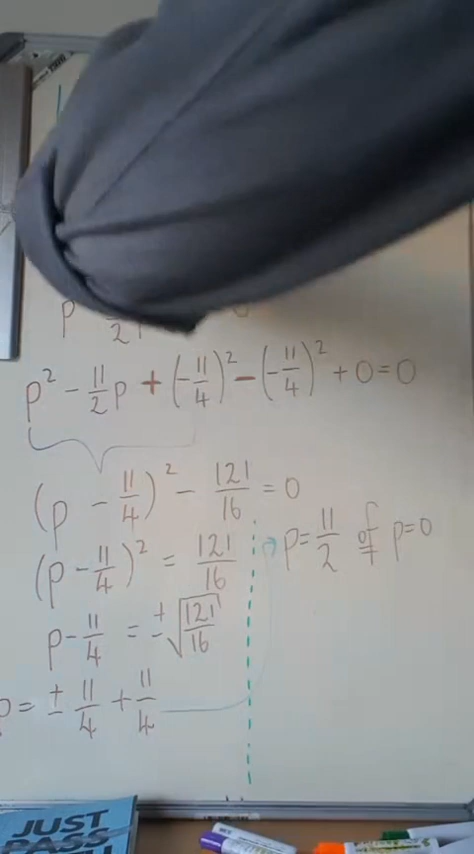 p² - 11/2 p + (-11/4)² - (-11/4)² + 0 = 0
(p - 11/4)² - 121/16 = 0
(p - 11/4)² = 121/16
p - 11/4 = ± √(121/16)
p = ± 11/4 + 11/4
p = 11/2 of p = 0
JUST
PASS